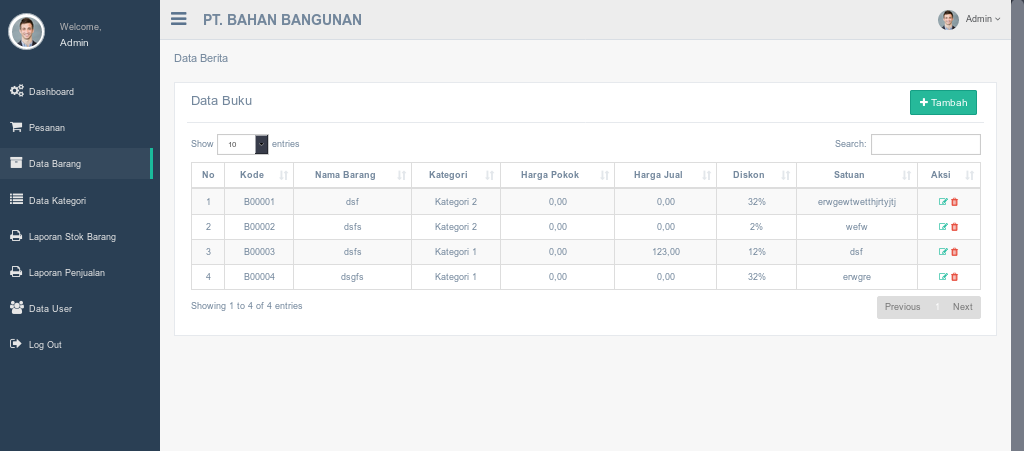 Welcome,
Admin
Dashboard
Pesanan
Data Barang
Data Kategori
Laporan Stok Barang
Laporan Penjualan
Data User
Log Out
PT. BAHAN BANGUNAN
Admin
Data Berita
Data Buku
Tambah
Show 10 entries
Search:
No Kode Nama Barang Kategori Harga Pokok Harga Jual Diskon Satuan Aksi
1 B00001 dsf Kategori 2 0,00 0,00 32% erwgewtwetthjrtyjtj
2 B00002 dsfs Kategori 2 0,00 0,00 2% wefw
3 B00003 dsfs Kategori 1 0,00 123,00 12% dsf
4 B00004 dsgfs Kategori 1 0,00 0,00 32% erwgre
Showing 1 to 4 of 4 entries
Previous 1 Next